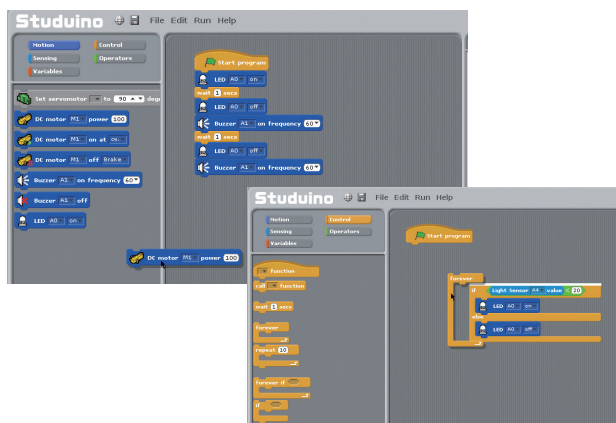 Studuino File Edit Run Help
Motion Control
Sensing Operators
Variables
Set servomotor to 90 degr
DC motor M1 power 100
DC motor M1 on at cw.
DC motor M1 off Brake
Buzzer A1 on frequency 60
Buzzer A1 off
LED A0 on
DC motor M1 power 100
Start program
LED A0 on
wait 1 secs
LED A0 off
Buzzer A1 on frequency 60
wait 1 secs
LED A0 off
Buzzer A1 on frequency 60
Studuino File Edit Run Help
Motion Control
Sensing Operators
Variables
function
call function
wait 1 secs
forever
repeat 10
forever if
if
Start program
forever
if Light Sensor A4 value < 20
LED A0 on
else
LED A0 off